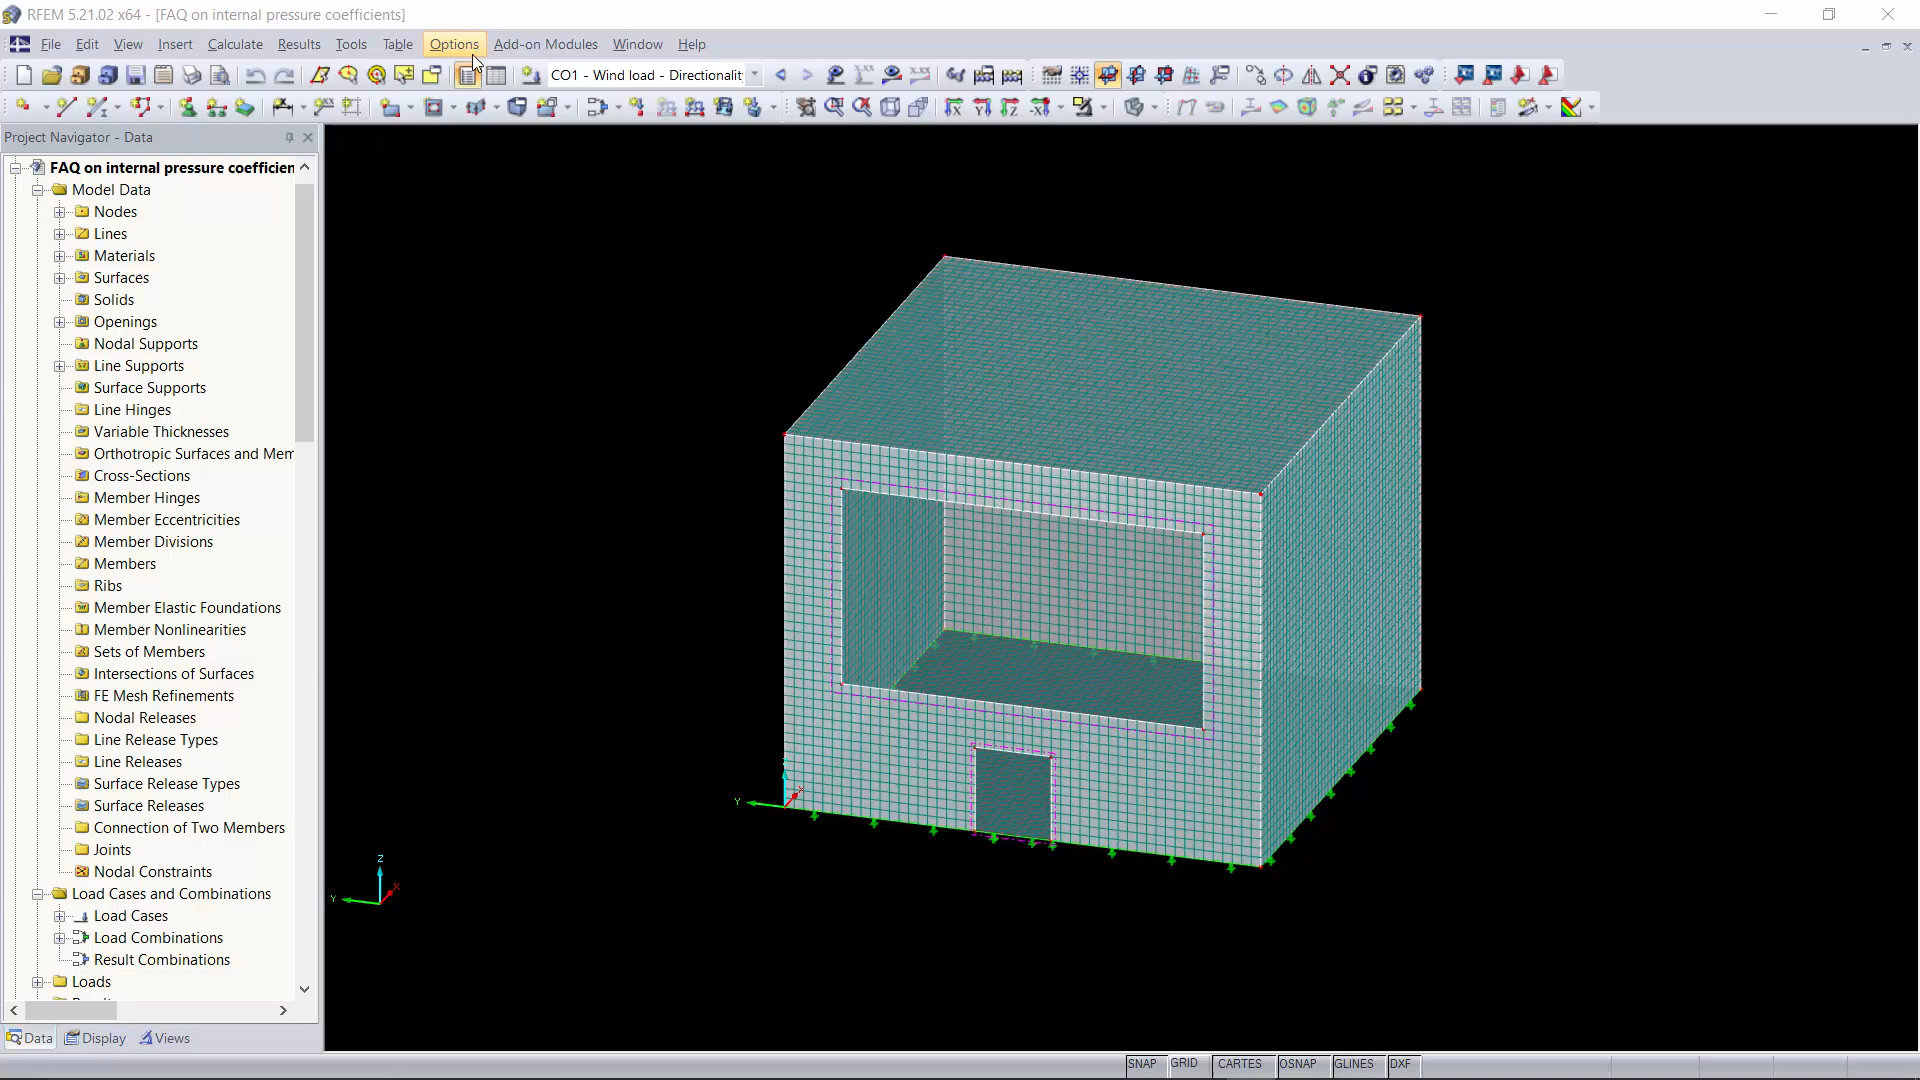 RFEM 5.21.02 x64 - [FAQ on internal pressure coefficients]
File Edit View Insert Calculate Results Tools Table Options Add-on Modules Window Help
CO1 - Wind load - Directionalit
Project Navigator - Data
FAQ on internal pressure coefficien
Model Data
Nodes
Lines
Materials
Surfaces
Solids
Openings
Nodal Supports
Line Supports
Surface Supports
Line Hinges
Variable Thicknesses
Orthotropic Surfaces and Mem
Cross-Sections
Member Hinges
Member Eccentricities
Member Divisions
Members
Ribs
Member Elastic Foundations
Member Nonlinearities
Sets of Members
Intersections of Surfaces
FE Mesh Refinements
Nodal Releases
Line Release Types
Line Releases
Surface Release Types
Surface Releases
Connection of Two Members
Joints
Nodal Constraints
Load Cases and Combinations
Load Cases
Load Combinations
Result Combinations
Loads
Data Display Views
Y X
Z
Y X
SNAP GRID CARTES OSNAP GLINES DXF